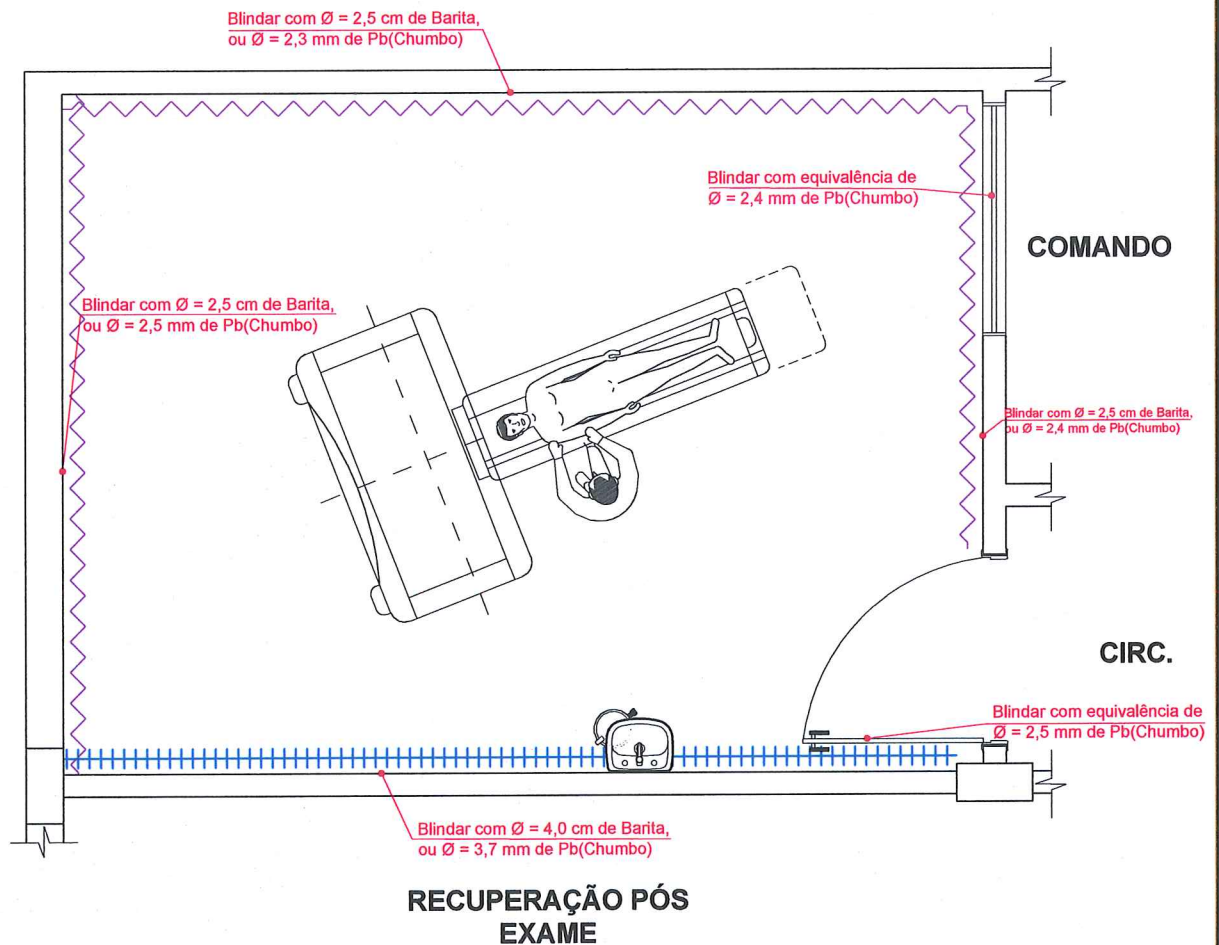 Blindar com Ø = 2,5 cm de Barita,
ou Ø = 2,3 mm de Pb(Chumbo)
Blindar com equivalência de
Ø = 2,4 mm de Pb(Chumbo)
COMANDO
Blindar com Ø = 2,5 cm de Barita,
ou Ø = 2,5 mm de Pb(Chumbo)
Blindar com Ø = 2,5 cm de Barita,
ou Ø = 2,4 mm de Pb(Chumbo)
CIRC.
Blindar com equivalência de
Ø = 2,5 mm de Pb(Chumbo)
Blindar com Ø = 4,0 cm de Barita,
ou Ø = 3,7 mm de Pb(Chumbo)
RECUPERAÇÃO PÓS
EXAME